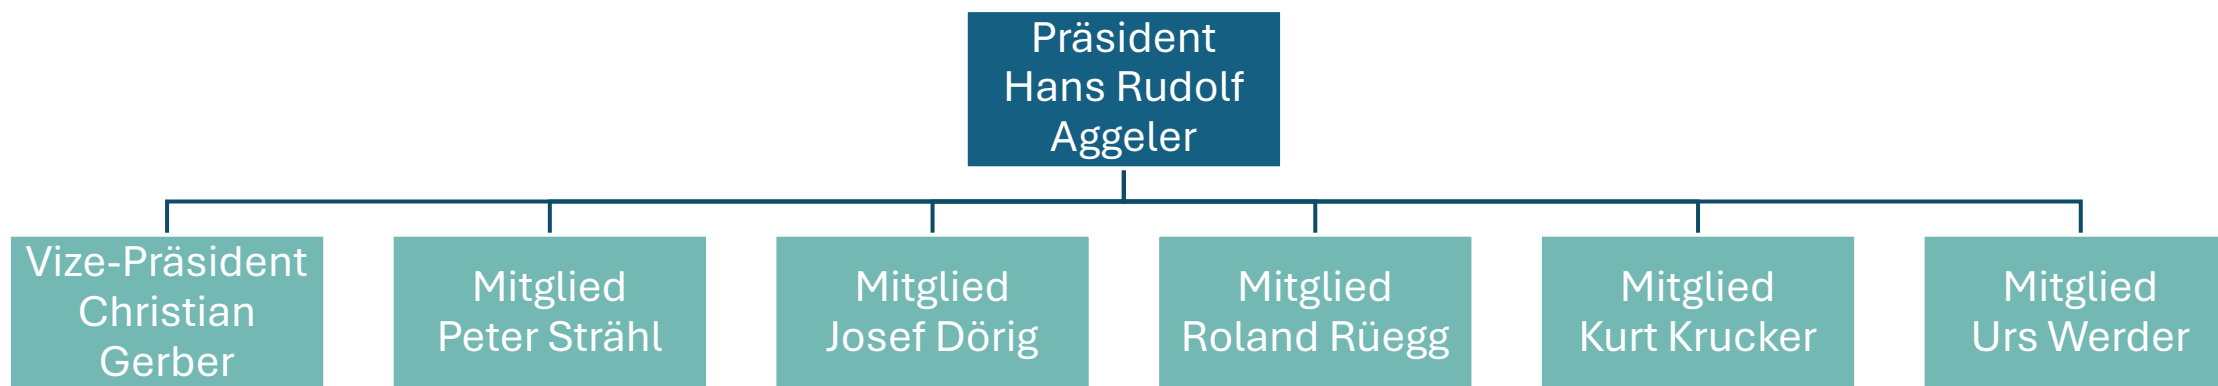 Präsident
Hans Rudolf
Aggeler
Vize-Präsident
Christian
Gerber
Mitglied
Peter Strähl
Mitglied
Josef Dörig
Mitglied
Roland Rüegg
Mitglied
Kurt Krucker
Mitglied
Urs Werder